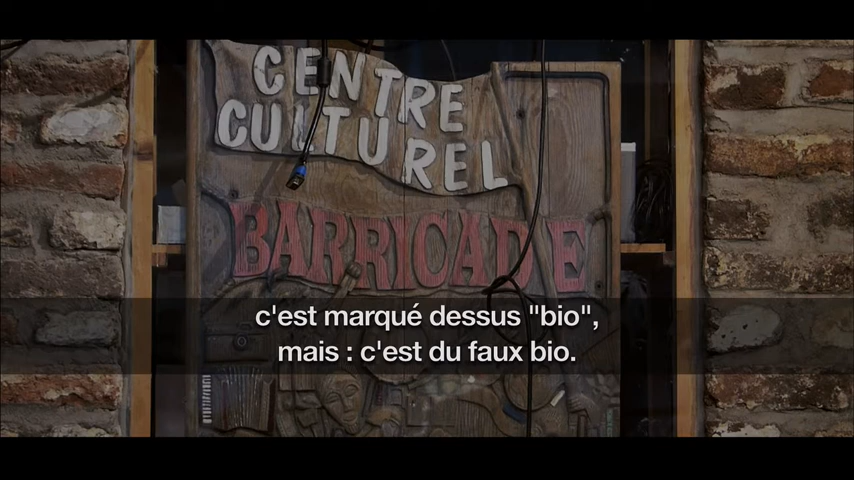 CENTRE
CULTUREL
BARRICADE
c'est marqué dessus "bio",
mais : c'est du faux bio.